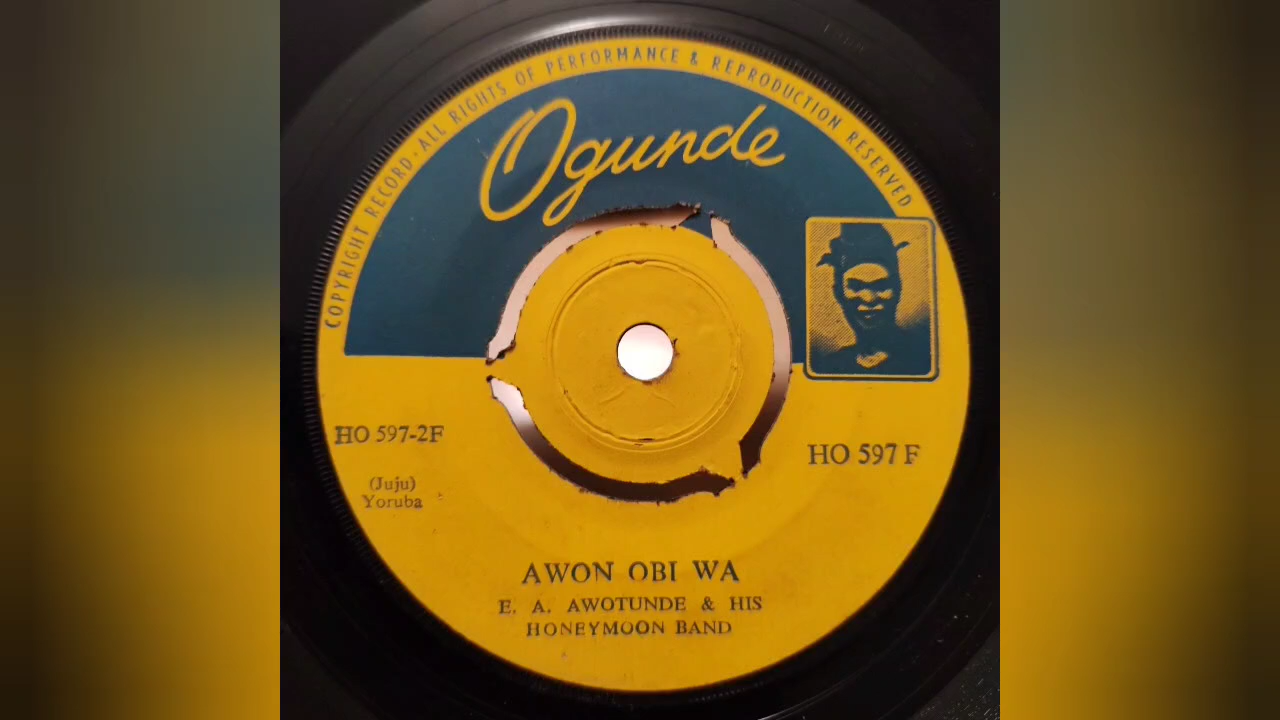 COPYRIGHT RECORD · ALL RIGHTS OF PERFORMANCE & REPRODUCTION RESERVED
Ogunde
HO 597-2F
HO 597 F
(Juju)
Yoruba
AWON OBI WA
E. A. AWOTUNDE & HIS
HONEYMOON BAND